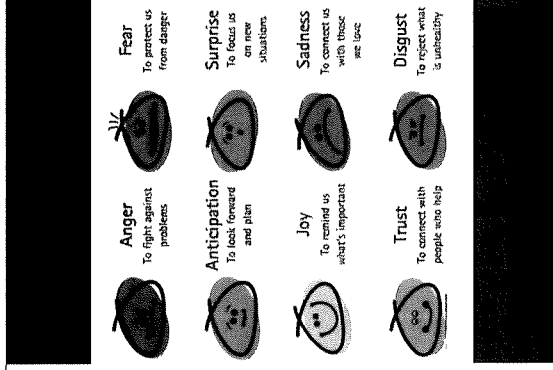 Anger
To fight against
problems
Fear
To protect us
from danger
Anticipation
To look forward
and plan
Surprise
To focus us
on new
situations
Joy
To remind us
what's important
Sadness
To connect us
with those
we love
Trust
To connect with
people who help
Disgust
To reject what
is unhealthy